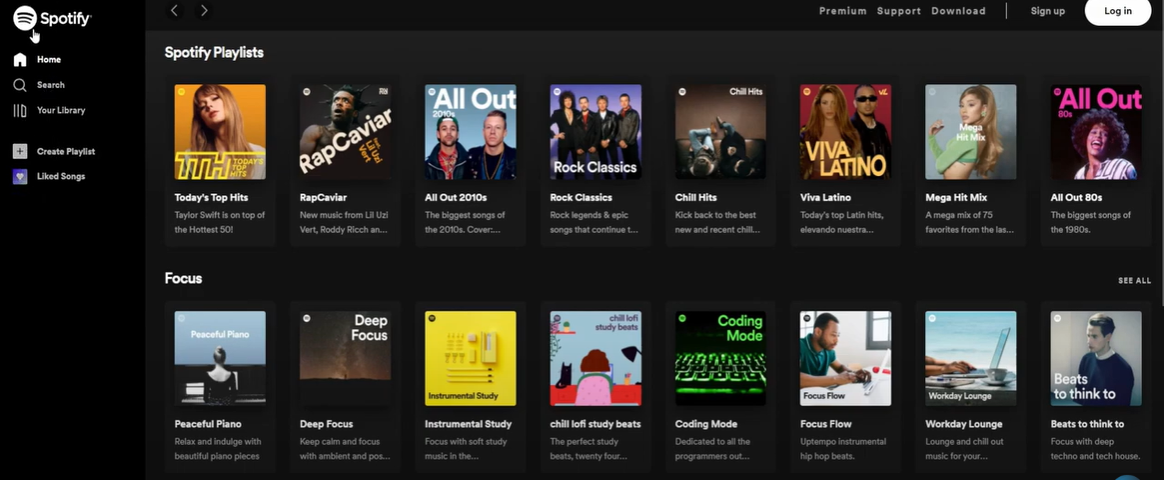 Spotify
Premium Support Download Sign up Log in
Home
Search
Your Library
Create Playlist
Liked Songs
Spotify Playlists
TTH TODAY'S TOP HITS
RapCaviar
Lil Uzi Vert
All Out
2010s
Rock Classics
Chill Hits
VIVA
LATINO
Mega
Hit Mix
All Out
80s
Today's Top Hits
Taylor Swift is on top of
the Hottest 50!
RapCaviar
New music from Lil Uzi
Vert, Roddy Ricch an...
All Out 2010s
The biggest songs of
the 2010s. Cover:...
Rock Classics
Rock legends & epic
songs that continue t...
Chill Hits
Kick back to the best
new and recent chill...
Viva Latino
Today's top Latin hits,
elevando nuestra...
Mega Hit Mix
A mega mix of 75
favorites from the las...
All Out 80s
The biggest songs of
the 1980s.
Focus
SEE ALL
Peaceful Piano
Deep
Focus
Instrumental Study
chill lofi
study beats
Coding
Mode
Focus Flow
Workday Lounge
Beats
to think to
Peaceful Piano
Relax and indulge with
beautiful piano pieces
Deep Focus
Keep calm and focus
with ambient and pos...
Instrumental Study
Focus with soft study
music in the...
chill lofi study beats
The perfect study
beats, twenty four...
Coding Mode
Dedicated to all the
programmers out...
Focus Flow
Uptempo instrumental
hip hop beats.
Workday Lounge
Lounge and chill out
music for your...
Beats to think to
Focus with deep
techno and tech house.